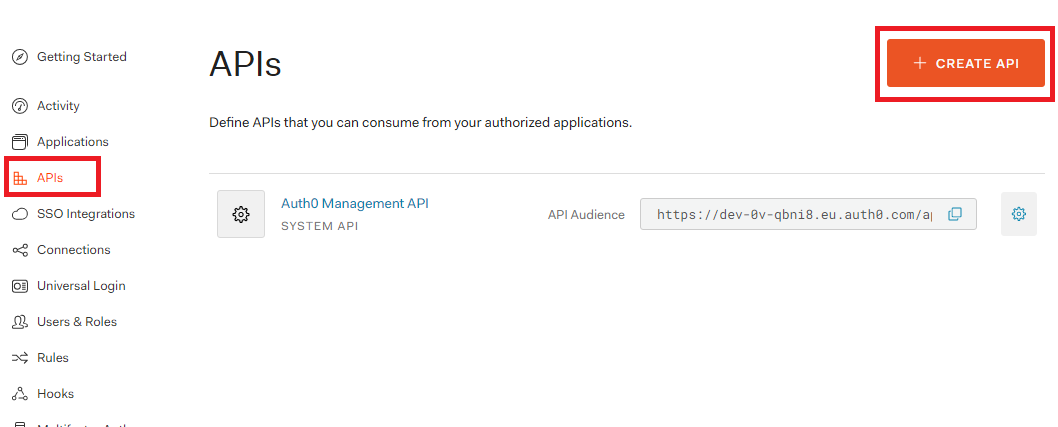 Getting Started
Activity
Applications
APIs
SSO Integrations
Connections
Universal Login
Users & Roles
Rules
Hooks
APIs
+ CREATE API
Define APIs that you can consume from your authorized applications.
Auth0 Management API
SYSTEM API
API Audience
https://dev-0v-qbni8.eu.auth0.com/ap